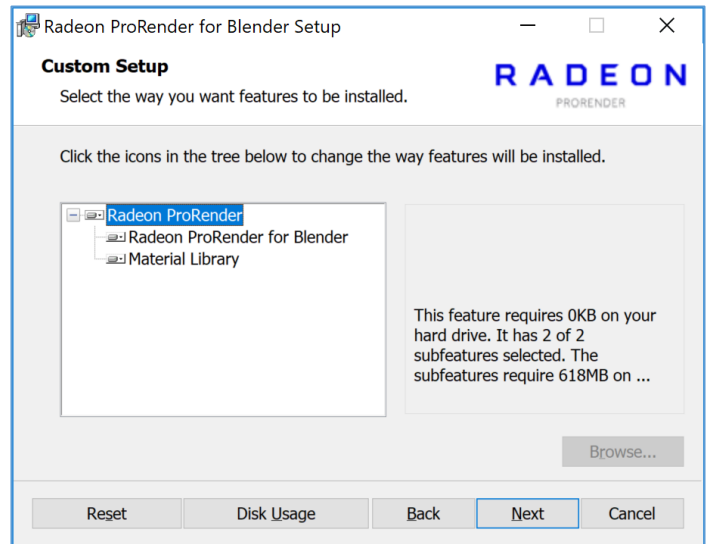 Radeon ProRender for Blender Setup
Custom Setup
Select the way you want features to be installed.
RADEON
PRORENDER
Click the icons in the tree below to change the way features will be installed.
Radeon ProRender
Radeon ProRender for Blender
Material Library
This feature requires 0KB on your
hard drive. It has 2 of 2
subfeatures selected. The
subfeatures require 618MB on ...
Browse...
Reset
Disk Usage
Back
Next
Cancel